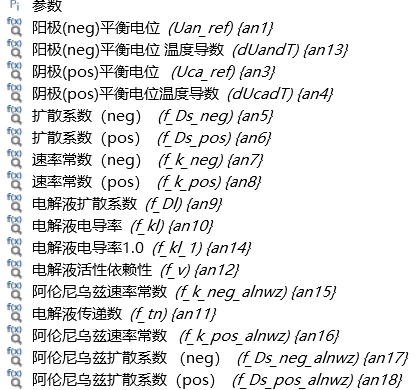 Pi 参数
f(x) 阳极(neg)平衡电位 (Uan_ref) {an1}
f(x) 阳极(neg)平衡电位 温度导数 (dUandT) {an13}
f(x) 阴极(pos)平衡电位 (Uca_ref) {an3}
f(x) 阴极(pos)平衡电位温度导数 (dUcadT) {an4}
f(x) 扩散系数（neg） (f_Ds_neg) {an5}
f(x) 扩散系数（pos） (f_Ds_pos) {an6}
f(x) 速率常数（neg） (f_k_neg) {an7}
f(x) 速率常数（pos） (f_k_pos) {an8}
f(x) 电解液扩散系数 (f_Dl) {an9}
f(x) 电解液电导率 (f_kl) {an10}
f(x) 电解液电导率1.0 (f_kl_1) {an14}
f(x) 电解液活性依赖性 (f_v) {an12}
f(x) 阿伦尼乌兹速率常数 (f_k_neg_alnwz) {an15}
f(x) 电解液传递数 (f_tn) {an11}
f(x) 阿伦尼乌兹速率常数 (f_k_pos_alnwz) {an16}
f(x) 阿伦尼乌兹扩散系数 （neg） (f_Ds_neg_alnwz) {an17}
f(x) 阿伦尼乌兹扩散系数（pos） (f_Ds_pos_alnwz) {an18}